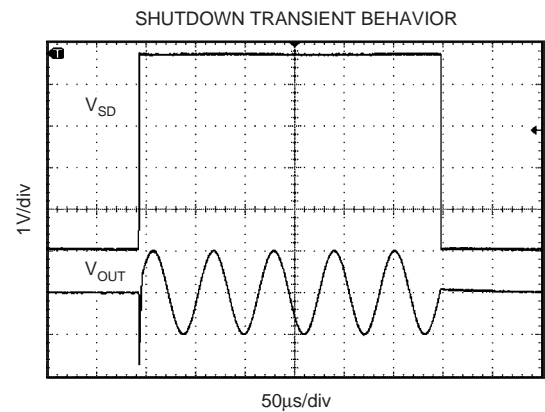 SHUTDOWN TRANSIENT BEHAVIOR
T
V_SD
1V/div
V_OUT
50µs/div